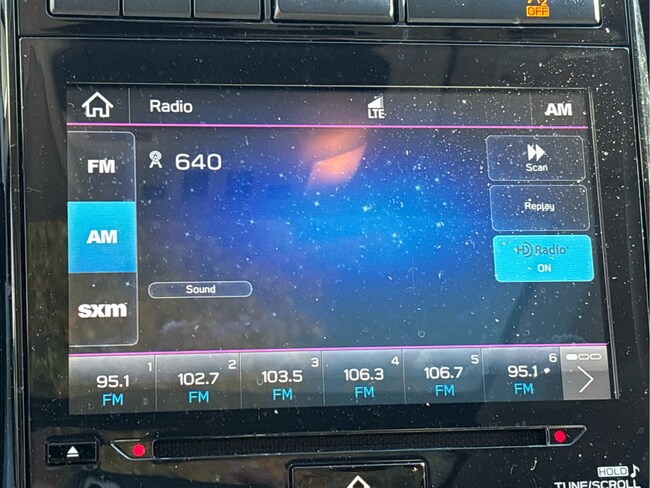 OFF
Radio LTE AM
FM
AM
sxm
640
Scan
Replay
HD Radio
ON
Sound
1 2 3 4 5 6
95.1 102.7 103.5 106.3 106.7 95.1
FM FM FM FM FM FM
HOLD
TUNE/SCROLL